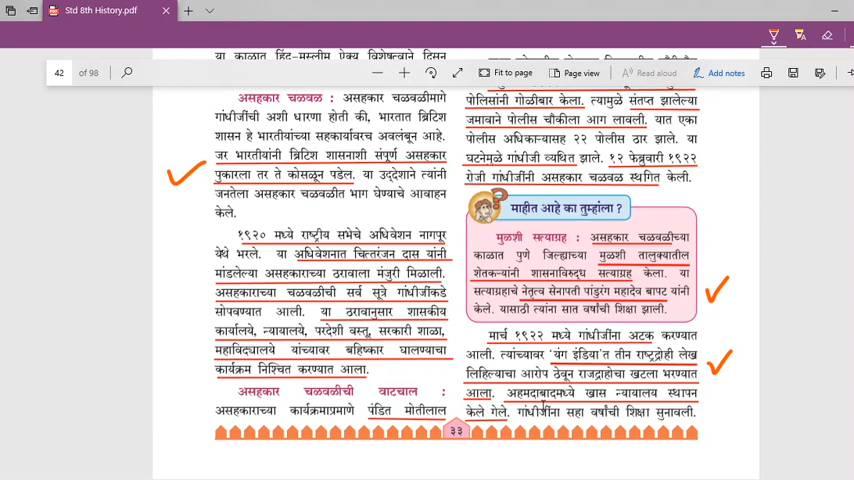 Std 8th History.pdf
42 of 98
Fit to page
Page view
Read aloud
Add notes
या काळात हिंदू-मुस्लीम ऐक्य विशेषत्वाने दिसून
असहकार चळवळ : असहकार चळवळीमागे
गांधीजींची अशी धारणा होती की, भारतात ब्रिटिश
शासन हे भारतीयांच्या सहकार्यावरच अवलंबून आहे.
जर भारतीयांनी ब्रिटिश शासनाशी संपूर्ण असहकार
पुकारला तर ते कोसळून पडेल. या उद्देशाने त्यांनी
जनतेला असहकार चळवळीत भाग घेण्याचे आवाहन
केले.
१९२० मध्ये राष्ट्रीय सभेचे अधिवेशन नागपूर
येथे भरले. या अधिवेशनात चित्तरंजन दास यांनी
मांडलेल्या असहकाराच्या ठरावाला मंजुरी मिळाली.
असहकाराच्या चळवळीची सर्व सूत्रे गांधीजींकडे
सोपवण्यात आली. या ठरावानुसार शासकीय
कार्यालये, न्यायालये, परदेशी वस्तू, सरकारी शाळा,
महाविद्यालये यांच्यावर बहिष्कार घालण्याचा
कार्यक्रम निश्चित करण्यात आला.
असहकार चळवळीची वाटचाल :
असहकाराच्या कार्यक्रमाप्रमाणे पंडित मोतीलाल
पोलिसांनी गोळीबार केला. त्यामुळे संतप्त झालेल्या
जमावाने पोलीस चौकीला आग लावली. यात एका
पोलीस अधिकाऱ्यासह २२ पोलीस ठार झाले. या
घटनेमुळे गांधीजी व्यथित झाले. १२ फेब्रुवारी १९२२
रोजी गांधीजींनी असहकार चळवळ स्थगित केली.
माहीत आहे का तुम्हांला ?
मुळशी सत्याग्रह : असहकार चळवळीच्या
काळात पुणे जिल्ह्याच्या मुळशी तालुक्यातील
शेतकऱ्यांनी शासनाविरुद्ध सत्याग्रह केला. या
सत्याग्रहाचे नेतृत्व सेनापती पांडुरंग महादेव बापट यांनी
केले. यासाठी त्यांना सात वर्षांची शिक्षा झाली.
मार्च १९२२ मध्ये गांधीजींना अटक करण्यात
आली. त्यांच्यावर 'यंग इंडिया'त तीन राष्ट्रद्रोही लेख
लिहिल्याचा आरोप ठेवून राजद्रोहाचा खटला भरण्यात
आला. अहमदाबादमध्ये खास न्यायालय स्थापन
केले गेले. गांधीजींना सहा वर्षांची शिक्षा सुनावली.
३३